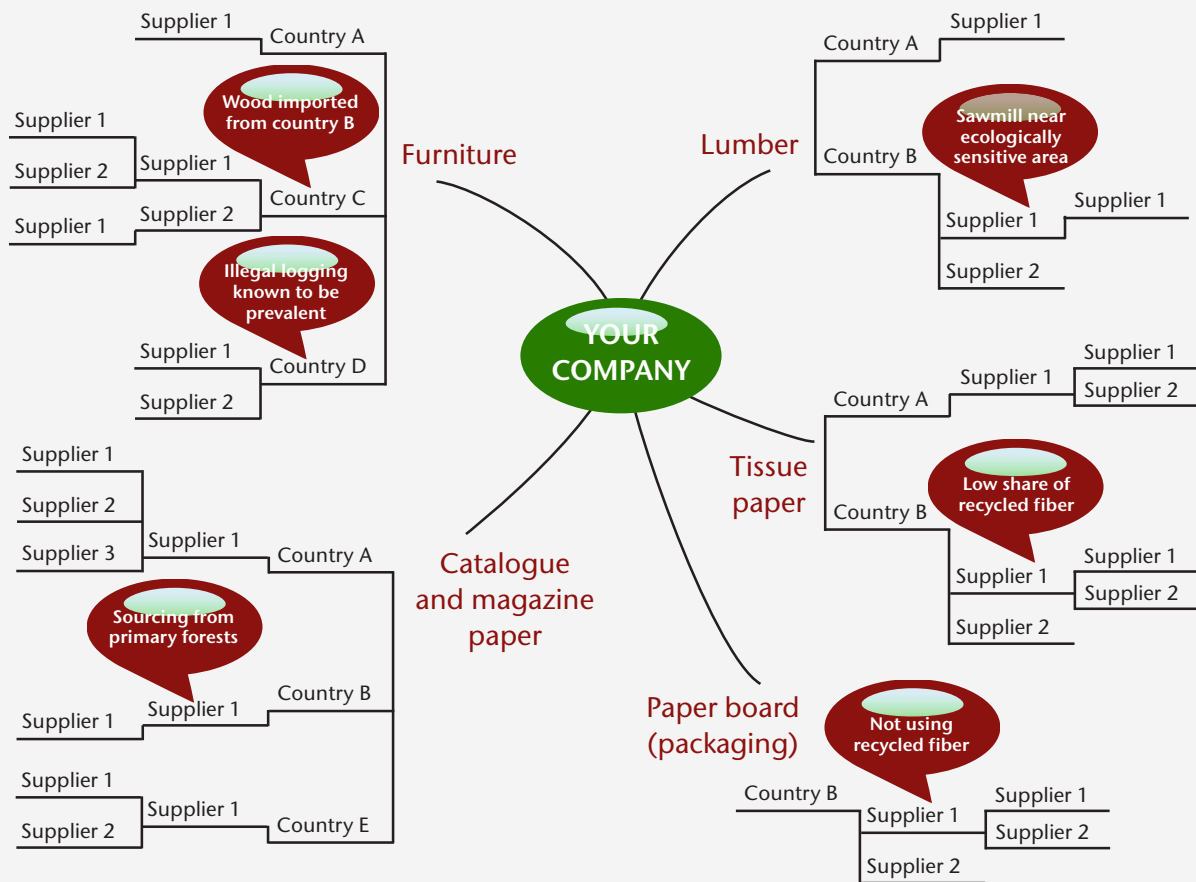 Supplier 1
Country A
Wood imported
from country B
Supplier 1
Supplier 2
Supplier 1
Supplier 1
Supplier 2
Country C
Illegal logging
known to be
prevalent
Supplier 1
Supplier 2
Country D
Furniture
Lumber
Country A
Supplier 1
Sawmill near
ecologically
sensitive area
Country B
Supplier 1
Supplier 1
Supplier 2
YOUR
COMPANY
Tissue
paper
Country A
Supplier 1
Supplier 1
Supplier 2
Low share of
recycled fiber
Country B
Supplier 1
Supplier 1
Supplier 2
Supplier 2
Catalogue
and magazine
paper
Supplier 1
Supplier 2
Supplier 3
Supplier 1
Country A
Sourcing from
primary forests
Supplier 1
Supplier 1
Country B
Supplier 1
Supplier 2
Supplier 1
Country E
Paper board
(packaging)
Not using
recycled fiber
Country B
Supplier 1
Supplier 1
Supplier 2
Supplier 2